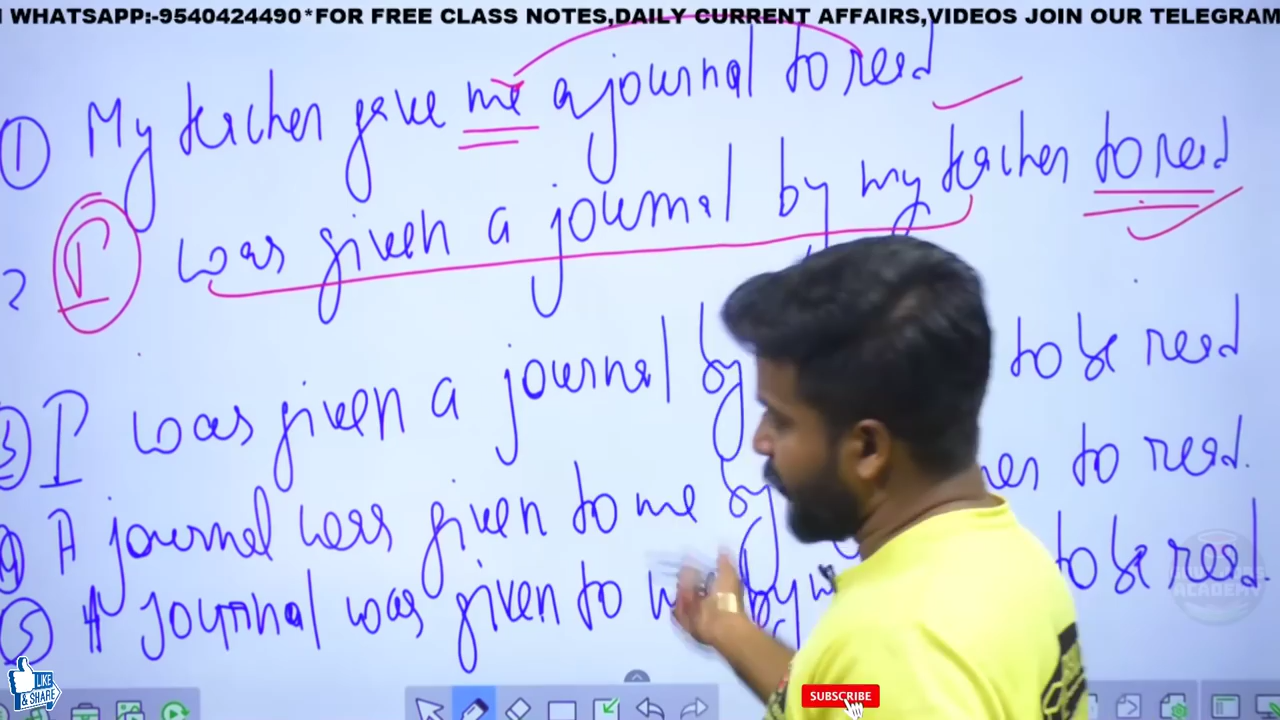 WHATSAPP:-9540424490*FOR FREE CLASS NOTES,DAILY CURRENT AFFAIRS,VIDEOS JOIN OUR TELEGRAM
① My teacher gave me a journal to read
2 I was given a journal by my teacher to read
③ I was given a journal by to be read
④ A journal was given to me by to read.
⑤ A journal was given to by to be read.
ACADEMY
LIKE
& SHARE
SUBSCRIBE